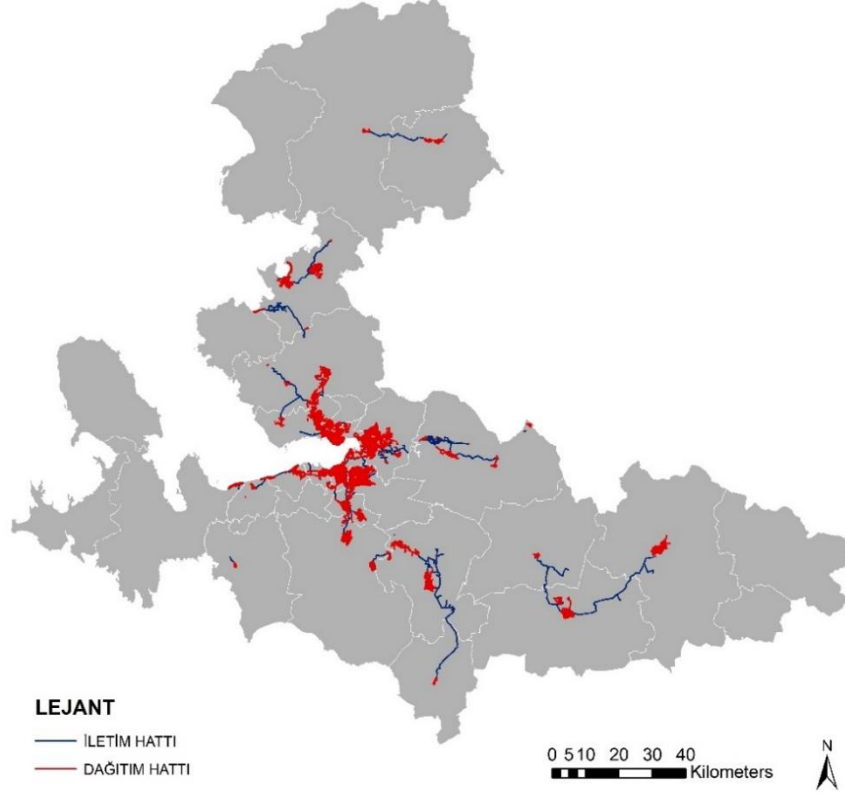 LEJANT
İLETİM HATTI
DAĞITIM HATTI
0 5 10 20 30 40
Kilometers
N